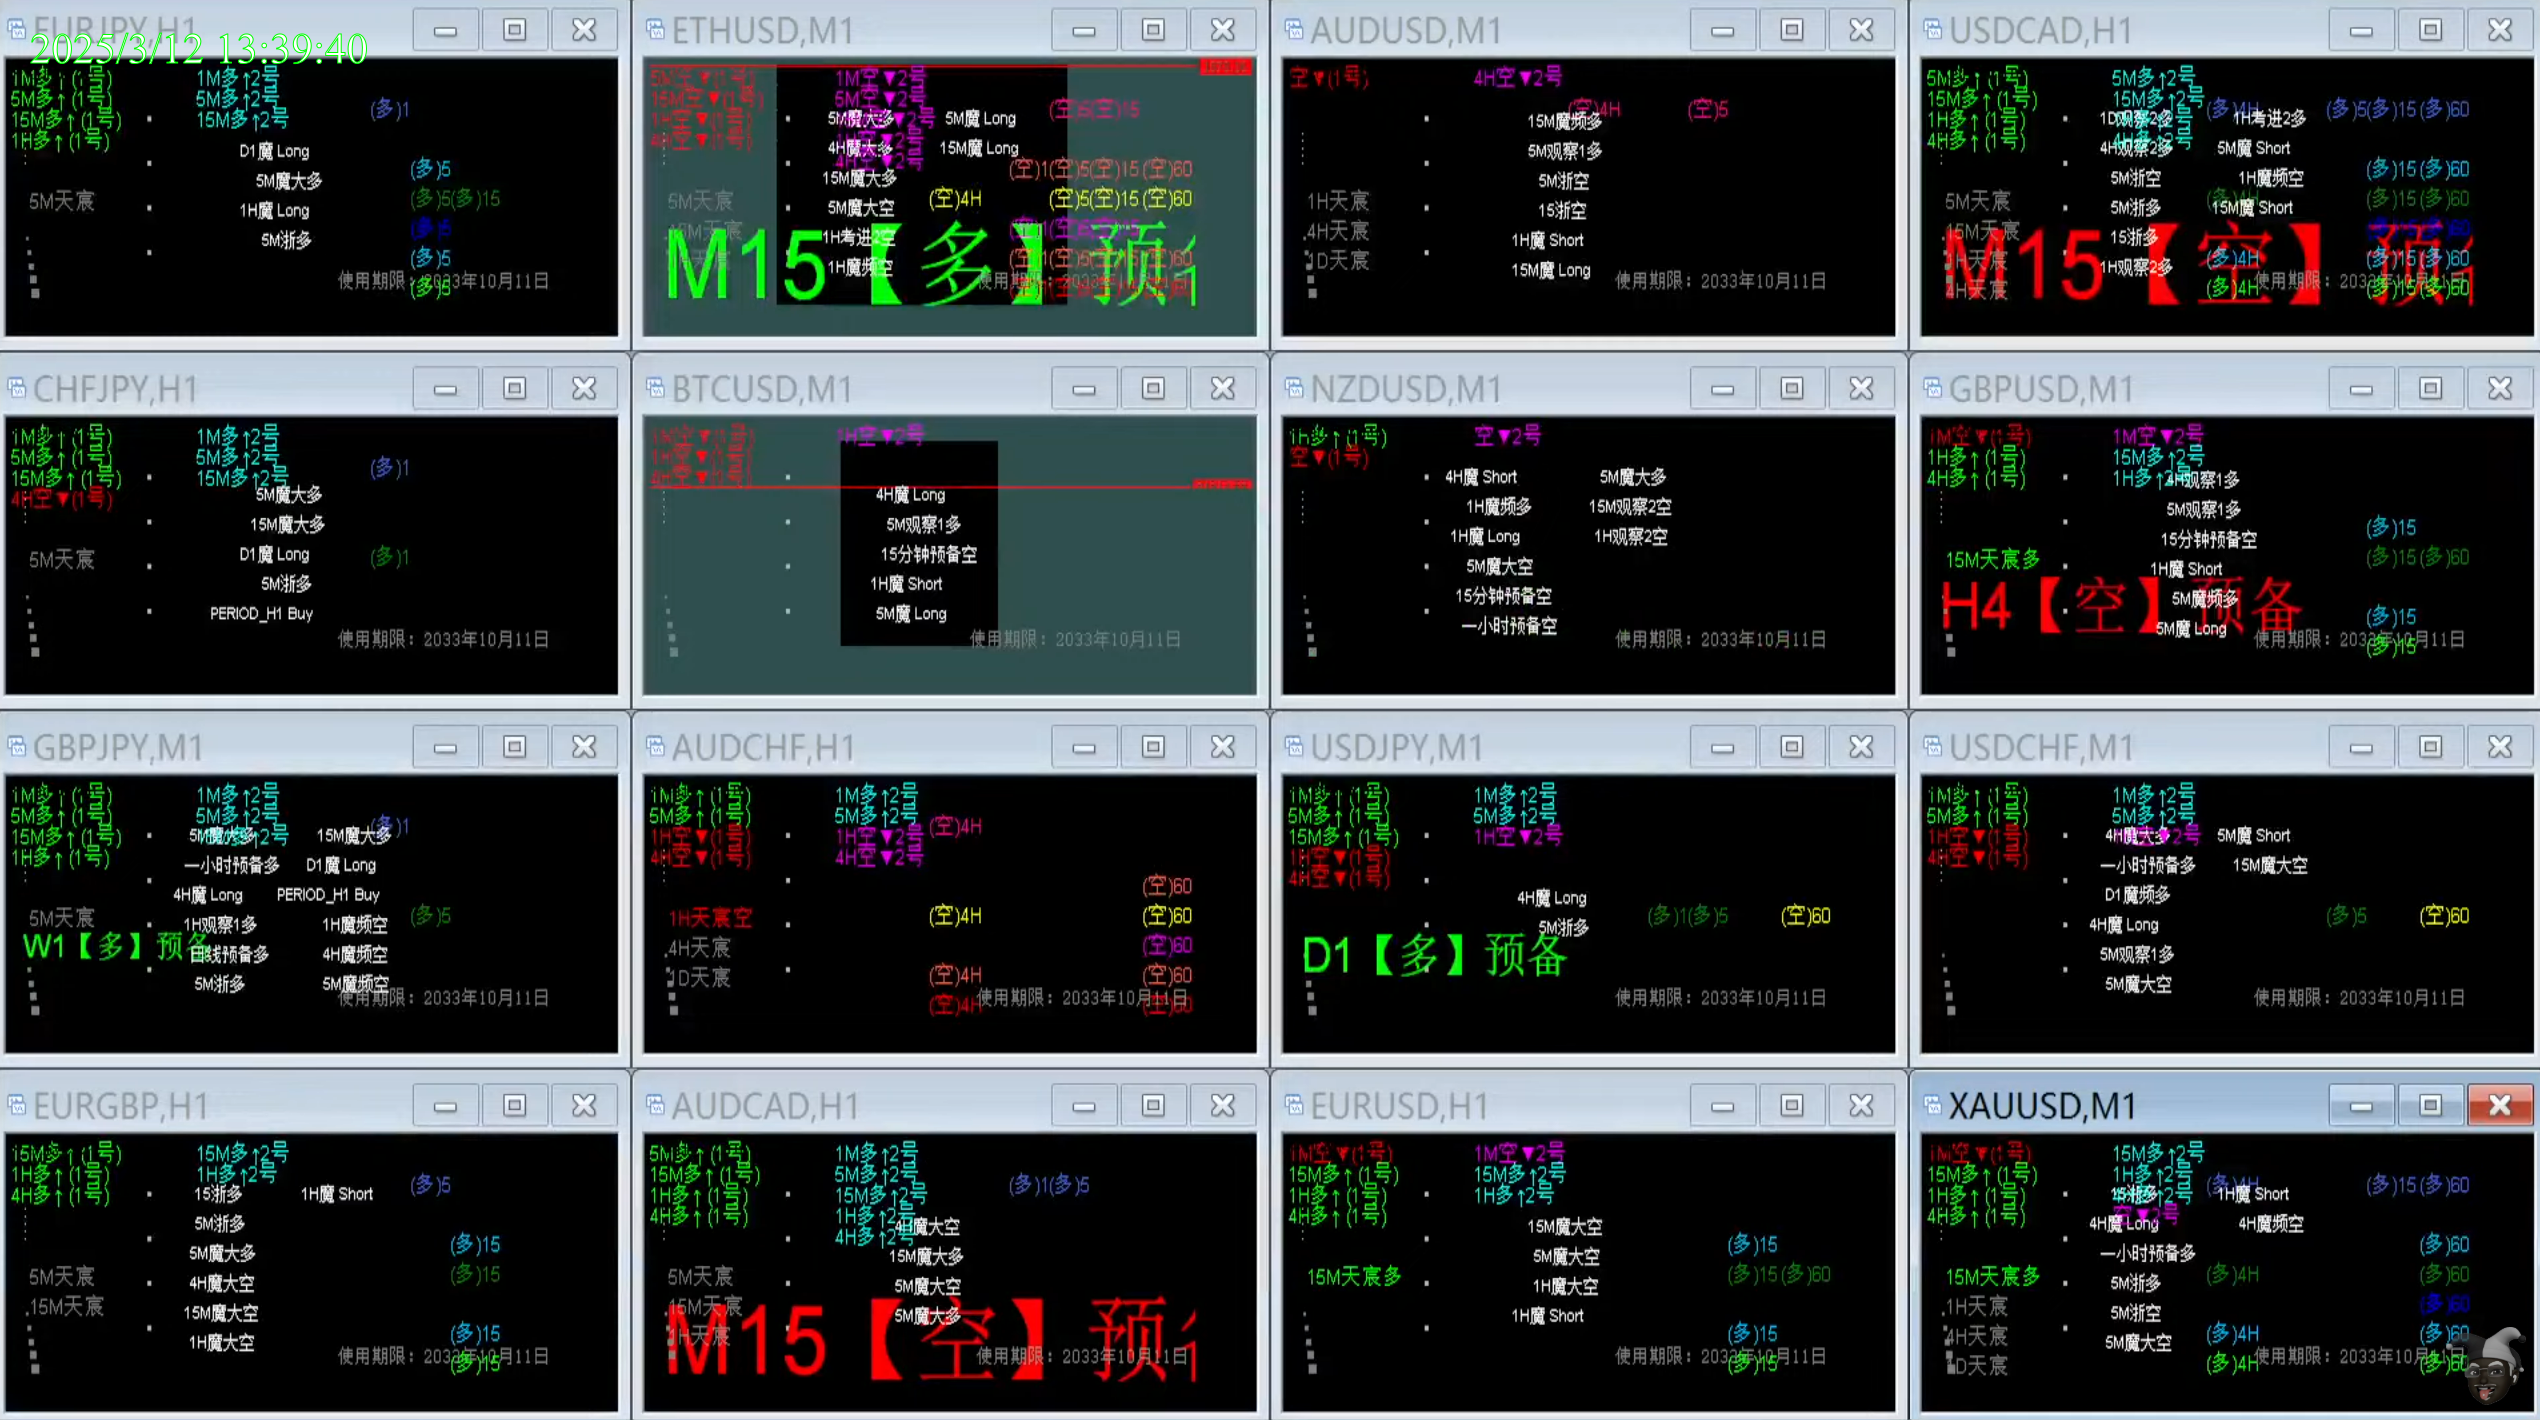 EURJPY,H1
2025/3/12 13:39:40
1M多↑(1号) 1M多↑2号
5M多↑(1号) 5M多↑2号 (多)1
15M多↑(1号) 15M多↑2号
1H多↑(1号)
D1魔 Long
5M魔大多 (多)5
5M天宸 (多)5(多)15
1H魔 Long
5M浙多 (多)5
(多)5
使用期限: 2033年10月11日
(多)5
ETHUSD,M1
5M空▼(1号) 1M空▼2号
15M空▼(1号) 5M空▼2号
1H空▼(1号)
4H空▼(1号) 4H空▼2号
5M魔大多 5M魔 Long
4H魔大多 15M魔 Long
(空)1(空)5(空)15(空)60
15M魔大多
5M天宸 (空)4H (空)5(空)15(空)60
5M魔大空
1H考进2空
1H魔频空
M15【多】预
AUDUSD,M1
空▼(1号) 4H空▼2号
(空)4H (空)5
15M魔频多
5M观察1多
5M浙空
1H天宸 15浙空
4H天宸 1H魔 Short
1D天宸 15M魔 Long
使用期限: 2033年10月11日
USDCAD,H1
5M多↑(1号) 5M多↑2号
15M多↑(1号) 15M多↑2号
(多)4H (多)5(多)15(多)60
1H多↑(1号) 1D观察2多 1H考进2多
4H多↑(1号) 4H观察2多 5M魔 Short
5M浙空 1H魔频空 (多)15(多)60
5M天宸 (多)15(多)60
5M浙多 15M魔 Short
15M天宸 15浙多
1H天宸 1H观察2多 (多)4H (多)15(多)60
4H天宸 (多)4H (多)15(多)60
M15【空】预
CHFJPY,H1
1M多↑(1号) 1M多↑2号
5M多↑(1号) 5M多↑2号 (多)1
15M多↑(1号) 15M多↑2号
4H空▼(1号) 5M魔大多
15M魔大多
5M天宸 D1魔 Long (多)1
5M浙多
PERIOD_H1 Buy
使用期限: 2033年10月11日
BTCUSD,M1
1H空▼2号
1H空▼(1号)
4H空▼(1号)
4H魔 Long
5M观察1多
15分钟预备空
1H魔 Short
5M魔 Long
使用期限: 2033年10月11日
NZDUSD,M1
1H多↑(1号) 空▼2号
空▼(1号)
4H魔 Short 5M魔大多
1H魔频多 15M观察2空
1H魔 Long 1H观察2空
5M魔大空
15分钟预备空
一小时预备空
使用期限: 2033年10月11日
GBPUSD,M1
1M空▼(1号) 1M空▼2号
1H多↑(1号) 15M多↑2号
4H多↑(1号) 1H多↑2号
4H观察1多
5M观察1多 (多)15
15分钟预备空
15M天宸多 (多)15(多)60
1H魔 Short
5M魔频多
H4【空】预备 (多)15
5M魔 Long
使用期限: 2033年10月11日
(多)15
GBPJPY,M1
1M多↑(1号) 1M多↑2号
5M多↑(1号) 5M多↑2号 (多)1
15M多↑(1号) 5M魔大多 15M魔大多
1H多↑(1号)
一小时预备多 D1魔 Long
4H魔 Long PERIOD_H1 Buy
5M天宸 1H观察1多 1H魔频空 (多)5
W1【多】预备 日线预备多 4H魔频空
5M浙多 5M魔频空
使用期限: 2033年10月11日
AUDCHF,H1
1M多↑(1号) 1M多↑2号
5M多↑(1号) 5M多↑2号
1H空▼(1号) 1H空▼2号 (空)4H
4H空▼(1号) 4H空▼2号
(空)60
1H天宸空 (空)4H (空)60
4H天宸 (空)60
1D天宸 (空)4H (空)60
(空)4H 使用期限: 2033年10月11日 (空)60
USDJPY,M1
1M多↑(1号) 1M多↑2号
5M多↑(1号) 5M多↑2号
15M多↑(1号) 1H空▼2号
1H空▼(1号)
4H空▼(1号)
4H魔 Long
(多)1(多)5 (空)60
5M浙多
D1【多】预备
使用期限: 2033年10月11日
USDCHF,M1
1M多↑(1号) 1M多↑2号
5M多↑(1号) 5M多↑2号
1H空▼(1号) 4H魔大多 5M魔 Short
4H空▼(1号) 一小时预备多 15M魔大空
D1魔频多
4H魔 Long (多)5 (空)60
5M观察1多
5M魔大空
使用期限: 2033年10月11日
EURGBP,H1
15M多↑(1号) 15M多↑2号
1H多↑(1号) 1H多↑2号
4H多↑(1号) 15浙多 1H魔 Short (多)5
5M浙多
5M魔大多 (多)15
5M天宸 4H魔大空 (多)15
15M天宸 15M魔大空
1H魔大空 (多)15
使用期限: 2033年10月11日
(多)15
AUDCAD,H1
5M多↑(1号) 1M多↑2号
15M多↑(1号) 5M多↑2号
1H多↑(1号) 15M多↑2号 (多)1(多)5
4H多↑(1号) 1H多↑2号
4H多↑2号 4H魔大空
15M魔大多
5M天宸 5M魔大空
15M天宸 5M魔大多
1H天宸
M15【空】预
使用期限: 2033年10月11日
EURUSD,H1
1M空▼(1号) 1M空▼2号
15M多↑(1号) 15M多↑2号
1H多↑(1号) 1H多↑2号
4H多↑(1号)
15M魔大空
5M魔大空 (多)15
15M天宸多 1H魔大空 (多)15(多)60
1H魔 Short
(多)15
使用期限: 2033年10月11日
(多)15
XAUUSD,M1
1M空▼(1号) 15M多↑2号
15M多↑(1号) 1H多↑2号
1H多↑(1号) 15浙多 (多)4H 1H魔 Short (多)15(多)60
4H多↑(1号) 4H魔 Long 4H魔频空
一小时预备多 (多)60
15M天宸多 5M浙多 (多)4H (多)60
1H天宸 5M浙空 (多)60
4H天宸 5M魔大空 (多)4H (多)60
1D天宸 (多)4H 使用期限: 2033年10月11日 (多)60